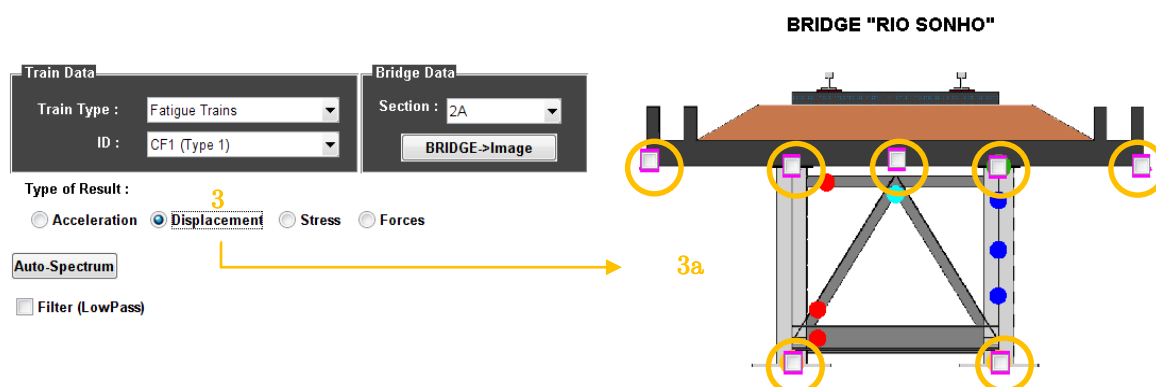 BRIDGE "RIO SONHO"
Train Data
Train Type :
Fatigue Trains
ID :
CF1 (Type 1)
Bridge Data
Section :
2A
BRIDGE->Image
Type of Result :
3
Acceleration
Displacement
Stress
Forces
Auto-Spectrum
3a
Filter (LowPass)